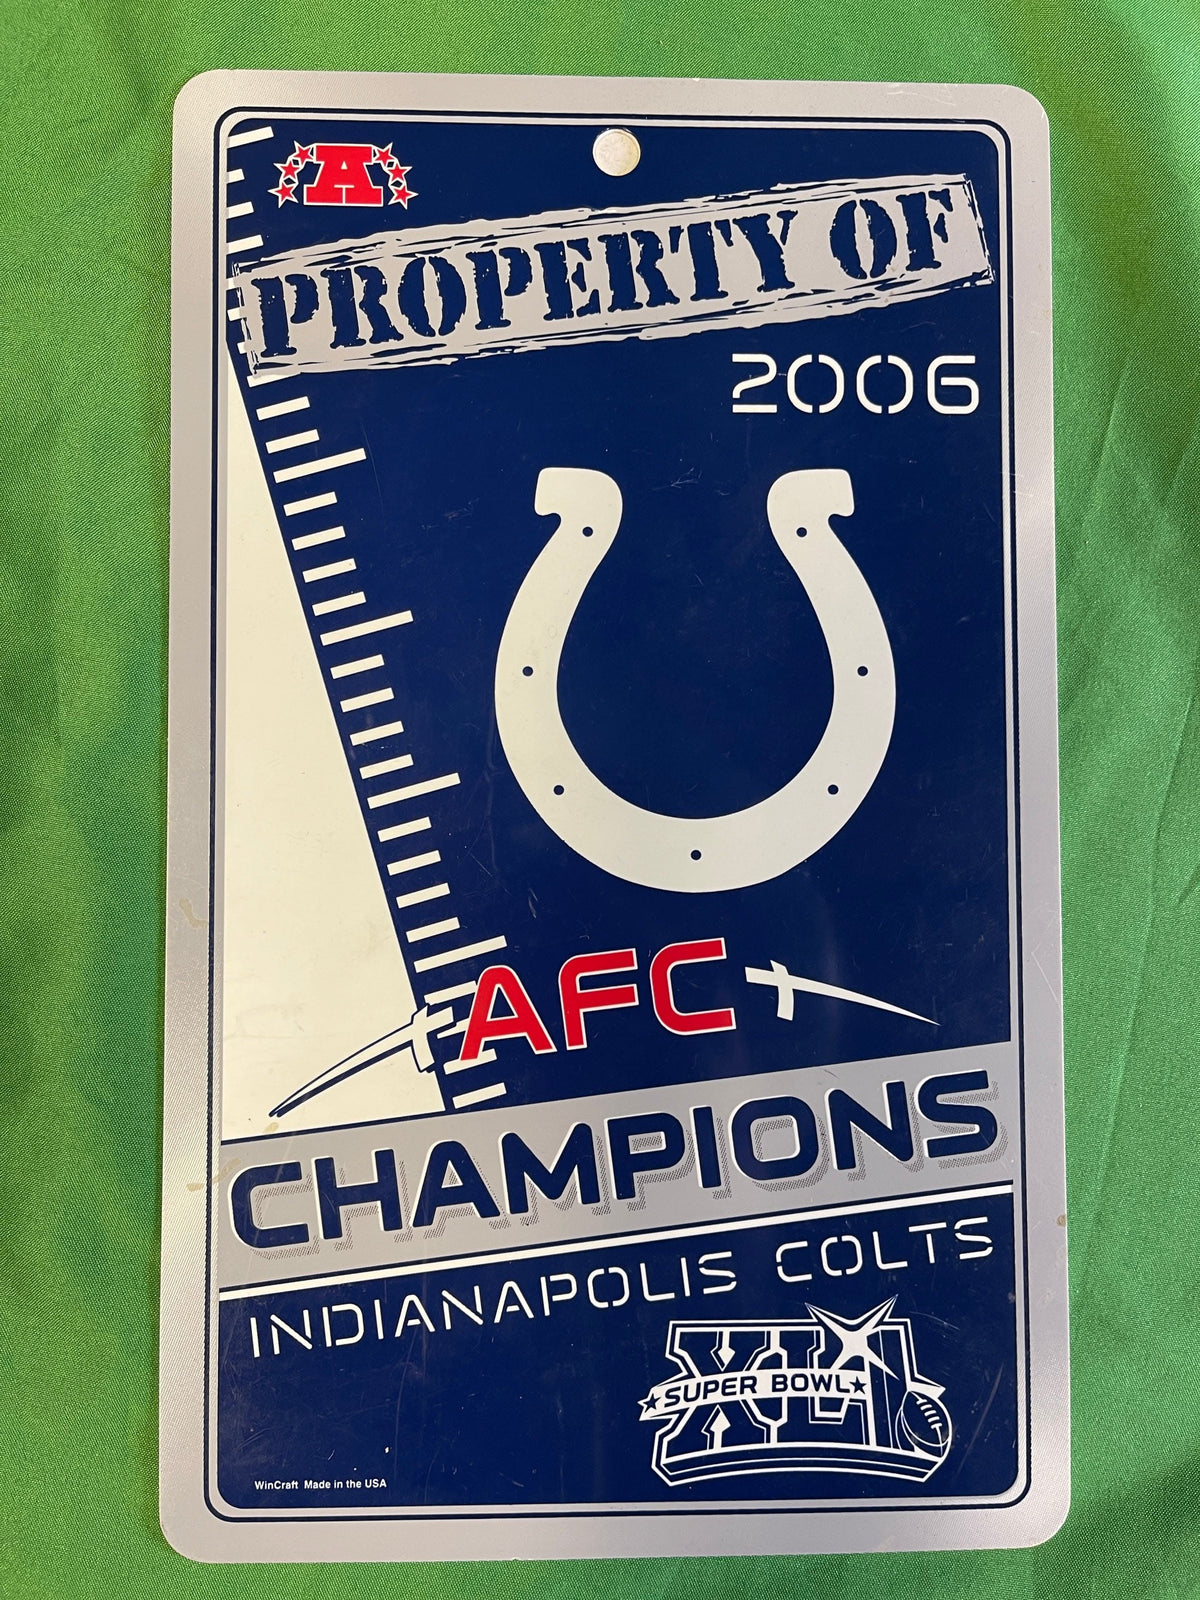 A
PROPERTY OF
2006
AFC
CHAMPIONS
INDIANAPOLIS COLTS
XLI
SUPER BOWL
WinCraft Made in the USA